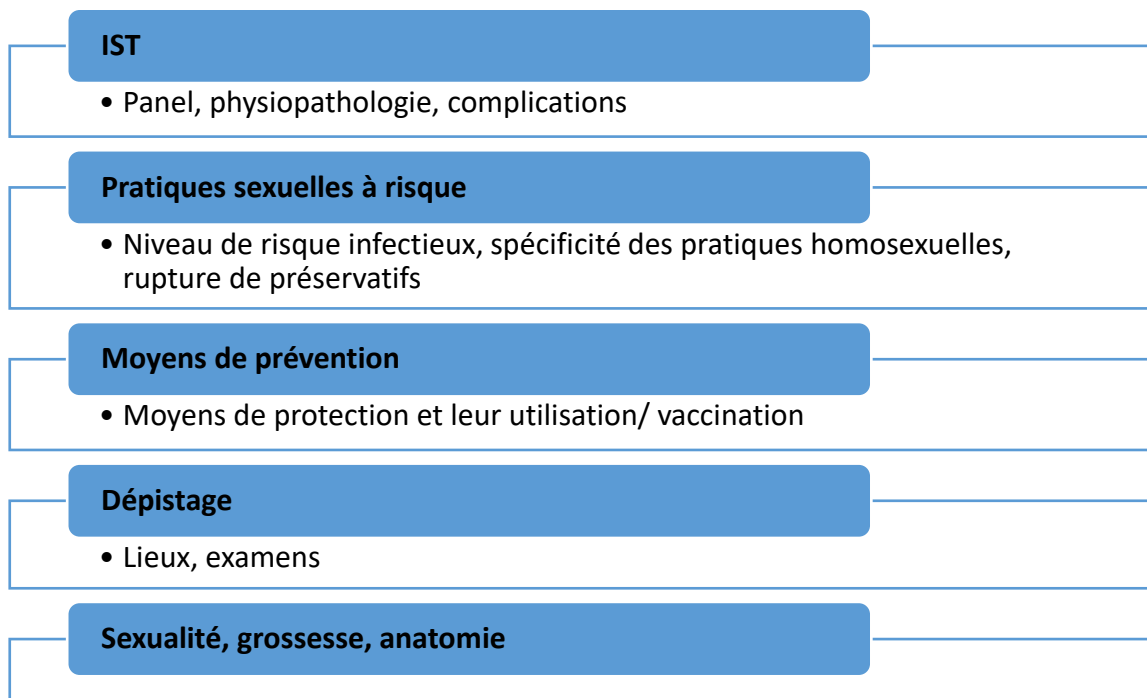 IST
• Panel, physiopathologie, complications
Pratiques sexuelles à risque
• Niveau de risque infectieux, spécificité des pratiques homosexuelles,
rupture de préservatifs
Moyens de prévention
• Moyens de protection et leur utilisation/ vaccination
Dépistage
• Lieux, examens
Sexualité, grossesse, anatomie